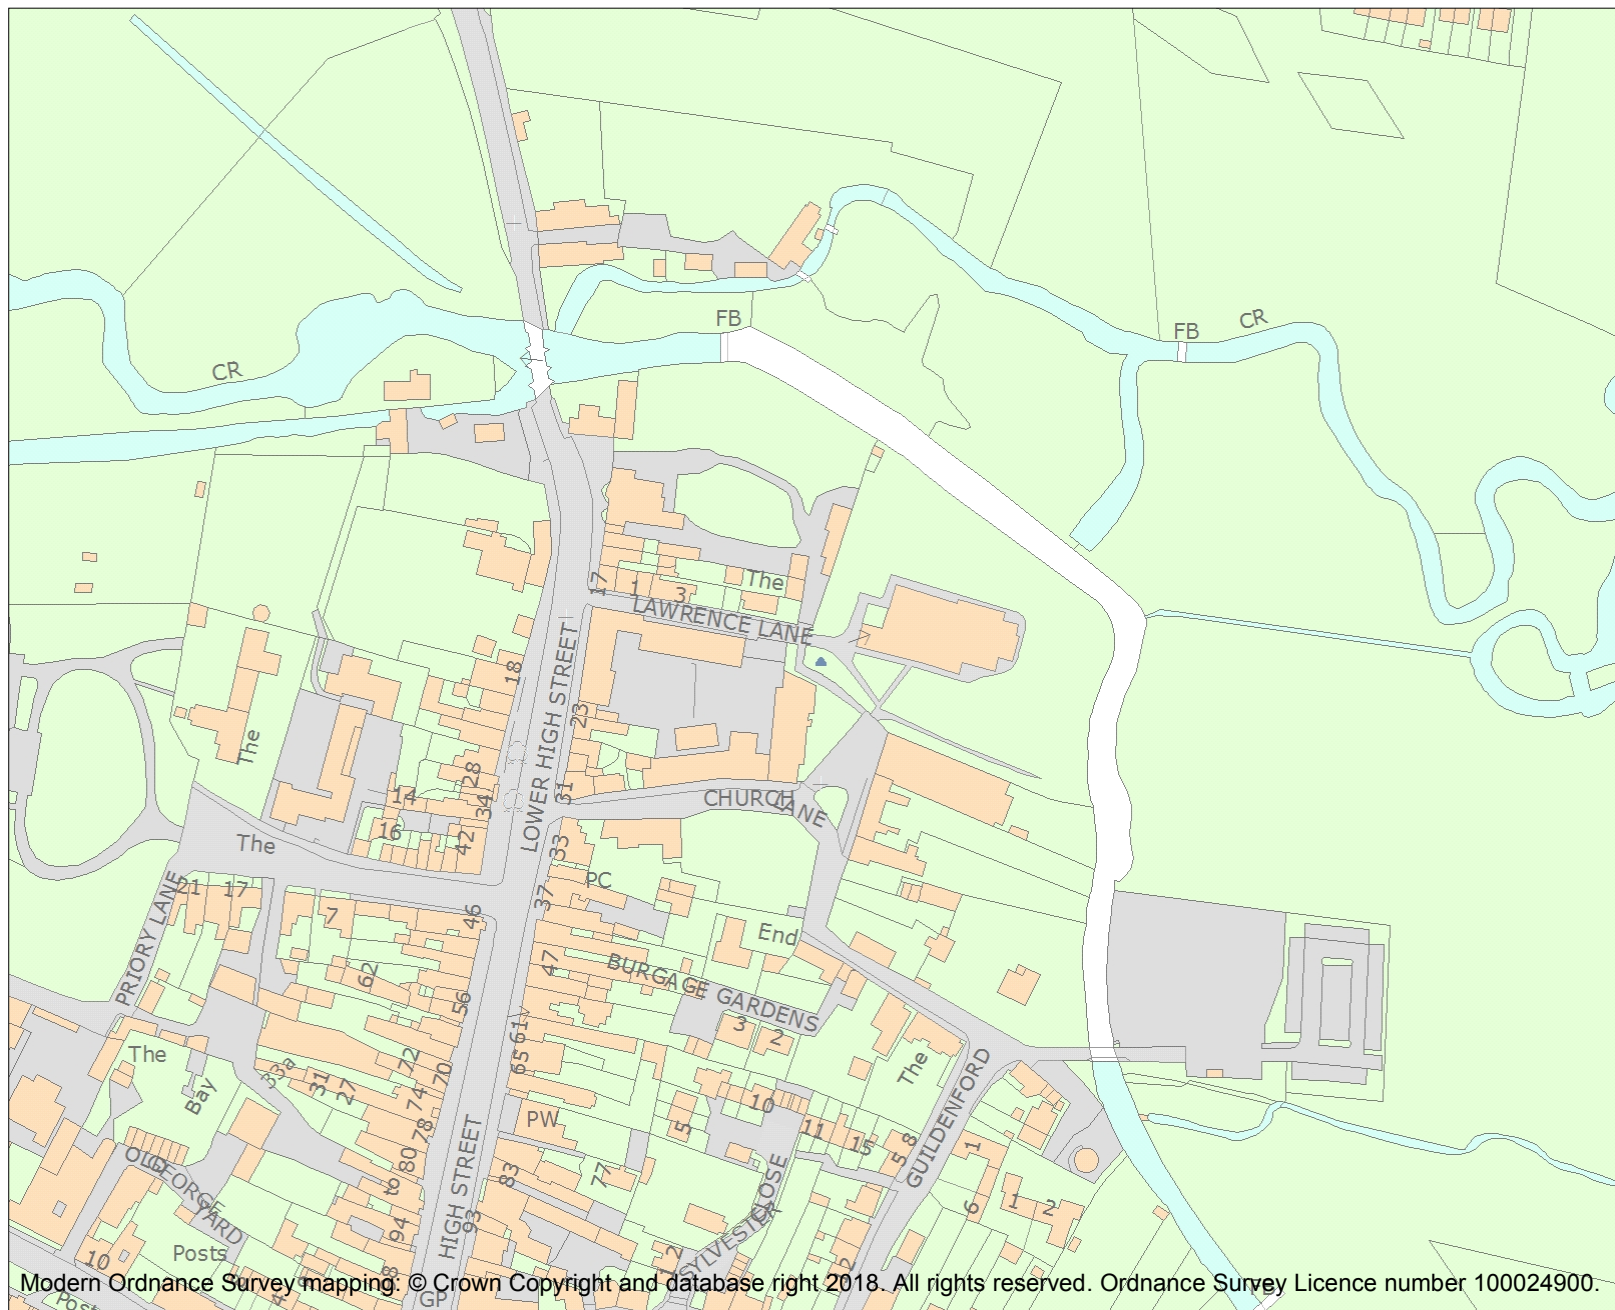 FB
FB
CR
CR
17
1
3
The
LAWRENCE LANE
18
23
The
LOWER HIGH STREET
28
14
34
31
CHURCH LANE
16
42
33
The
PC
21
17
37
7
46
PRIORY LANE
End
47
62
BURGAGE GARDENS
56
61
3
2
The
72
65
The
33a
31
27
70
Bay
74
10
GUILDENFORD
PW
78
11
15
8
5
5
1
OLD GEORGE YARD
80
to
83
77
CLOSE
6
1
2
HIGH STREET
94
93
SYLVESTER
Posts
10
12
2
Modern Ordnance Survey mapping: © Crown Copyright and database right 2018. All rights reserved. Ordnance Survey Licence number 100024900.
GP